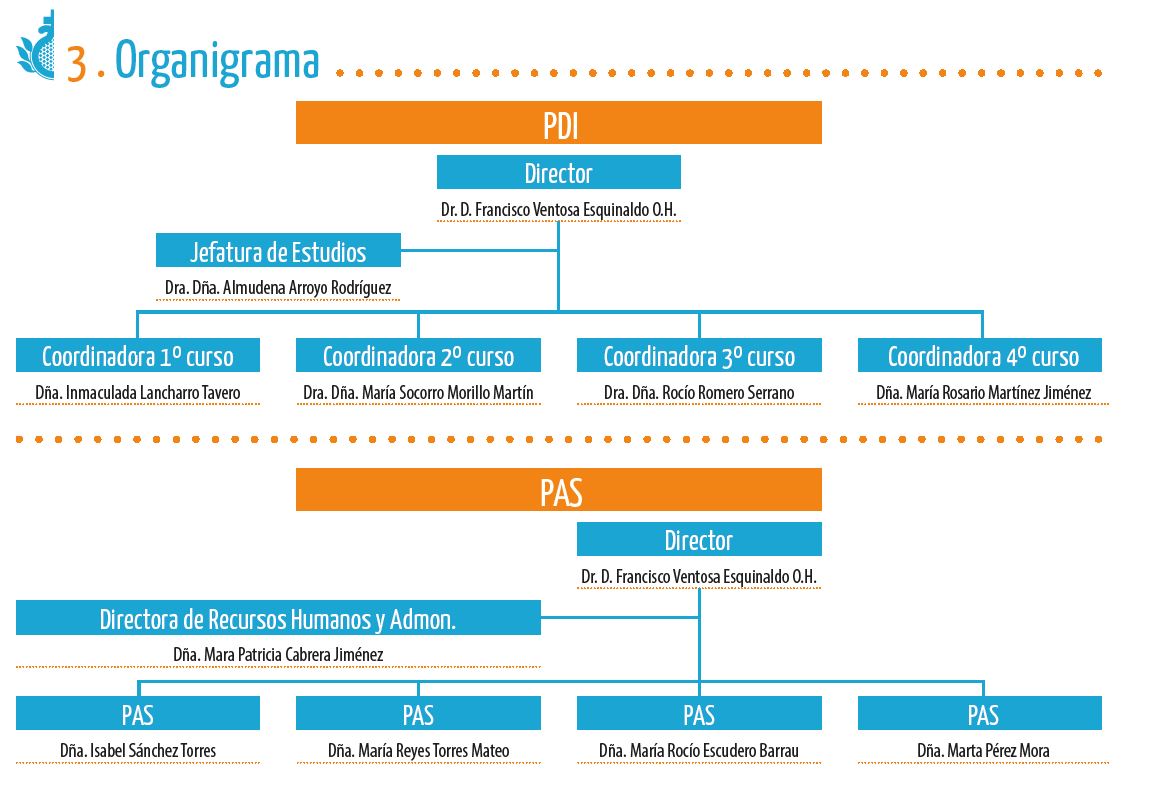 3 . Organigrama
PDI
Director
Dr. D. Francisco Ventosa Esquinaldo O.H.
Jefatura de Estudios
Dra. Dña. Almudena Arroyo Rodríguez
Coordinadora 1º curso
Dña. Inmaculada Lancharro Tavero
Coordinadora 2º curso
Dra. Dña. María Socorro Morillo Martín
Coordinadora 3º curso
Dra. Dña. Rocío Romero Serrano
Coordinadora 4º curso
Dña. María Rosario Martínez Jiménez
PAS
Director
Dr. D. Francisco Ventosa Esquinaldo O.H.
Directora de Recursos Humanos y Admon.
Dña. Mara Patricia Cabrera Jiménez
PAS
Dña. Isabel Sánchez Torres
PAS
Dña. María Reyes Torres Mateo
PAS
Dña. María Rocío Escudero Barrau
PAS
Dña. Marta Pérez Mora